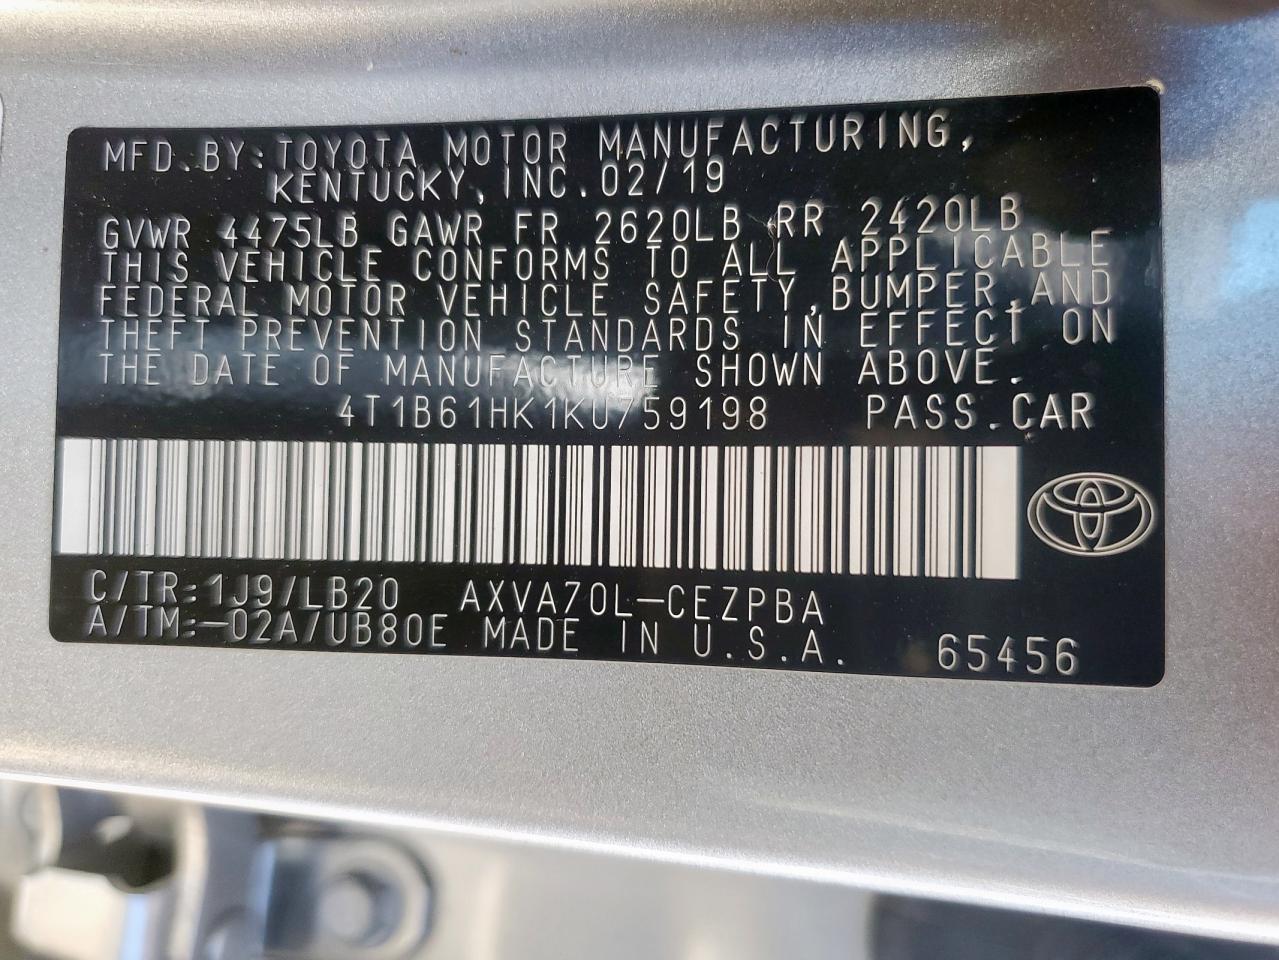 MFD.BY:TOYOTA MOTOR MANUFACTURING,
KENTUCKY,INC.02/19
GVWR 4475LB GAWR FR 2620LB RR 2420LB
THIS VEHICLE CONFORMS TO ALL APPLICABLE
FEDERAL MOTOR VEHICLE SAFETY,BUMPER,AND
THEFT PREVENTION STANDARDS IN EFFECT ON
THE DATE OF MANUFACTURE SHOWN ABOVE.
4T1B61HK1KU759198 PASS.CAR
C/TR:1J9/LB20 AXVA70L-CEZPBA
A/TM:-02A/UB80E MADE IN U.S.A. 65456